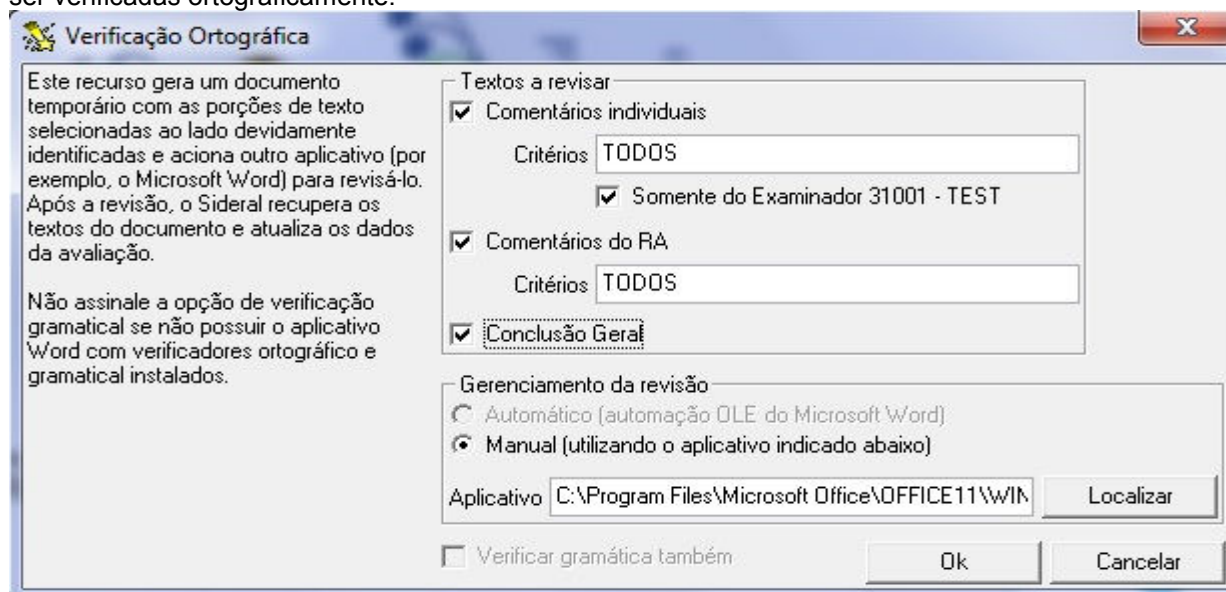 ser verificadas ortograficamente.
Verificação Ortográfica
Este recurso gera um documento
temporário com as porções de texto
selecionadas ao lado devidamente
identificadas e aciona outro aplicativo (por
exemplo, o Microsoft Word) para revisá-lo.
Após a revisão, o Sideral recupera os
textos do documento e atualiza os dados
da avaliação.
Não assinale a opção de verificação
gramatical se não possuir o aplicativo
Word com verificadores ortográfico e
gramatical instalados.
Textos a revisar
Comentários individuais
Critérios TODOS
Somente do Examinador 31001 - TEST
Comentários do RA
Critérios TODOS
Conclusão Geral
Gerenciamento da revisão
Automático (automação OLE do Microsoft Word)
Manual (utilizando o aplicativo indicado abaixo)
Aplicativo C:\Program Files\Microsoft Office\OFFICE11\WIN Localizar
Verificar gramática também Ok Cancelar